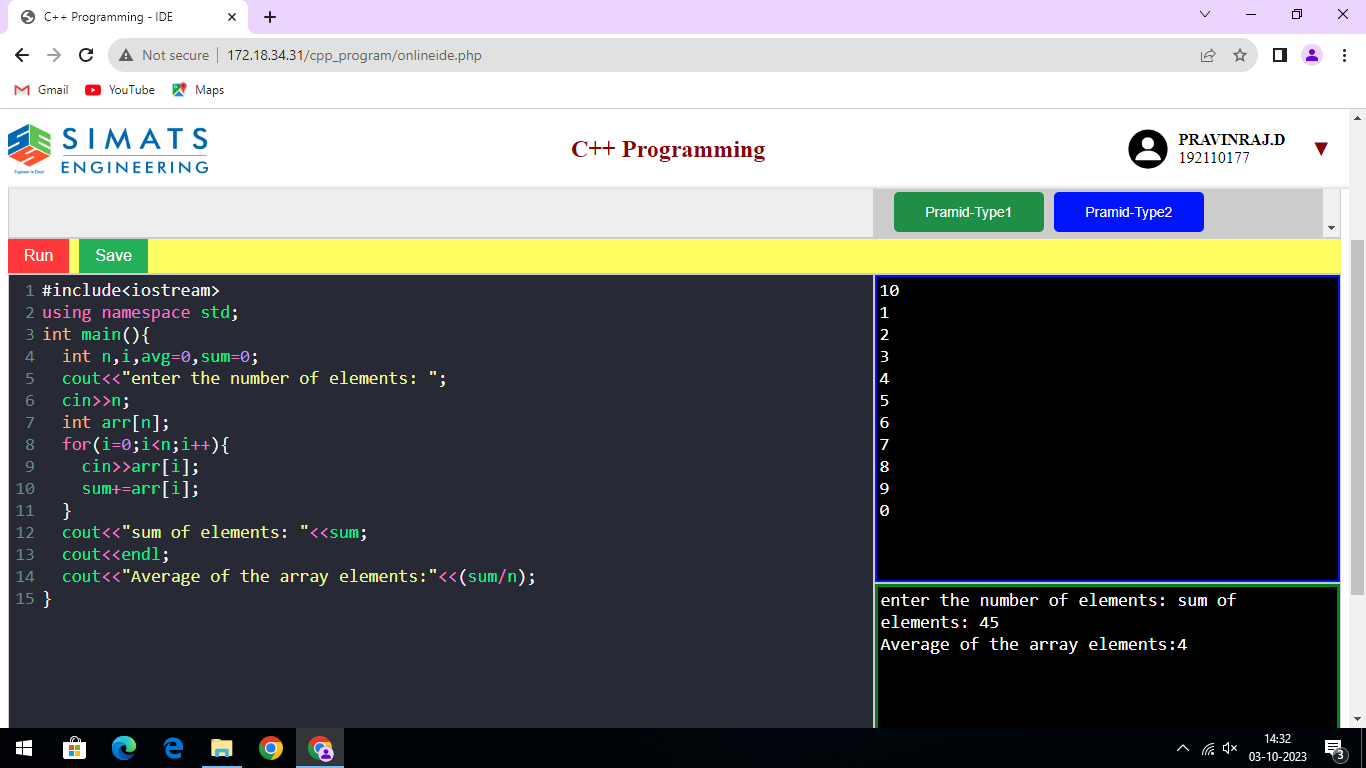 C++ Programming - IDE
Not secure | 172.18.34.31/cpp_program/onlineide.php
Gmail YouTube Maps
SIMATS
ENGINEERING
Engineer to Excel
C++ Programming
PRAVINRAJ.D
192110177
Pramid-Type1 Pramid-Type2
Run Save
1 #include<iostream>
2 using namespace std;
3 int main(){
4 int n,i,avg=0,sum=0;
5 cout<<"enter the number of elements: ";
6 cin>>n;
7 int arr[n];
8 for(i=0;i<n;i++){
9 cin>>arr[i];
10 sum+=arr[i];
11 }
12 cout<<"sum of elements: "<<sum;
13 cout<<endl;
14 cout<<"Average of the array elements:"<<(sum/n);
15 }
10
1
2
3
4
5
6
7
8
9
0
enter the number of elements: sum of
elements: 45
Average of the array elements:4
14:32
03-10-2023
3